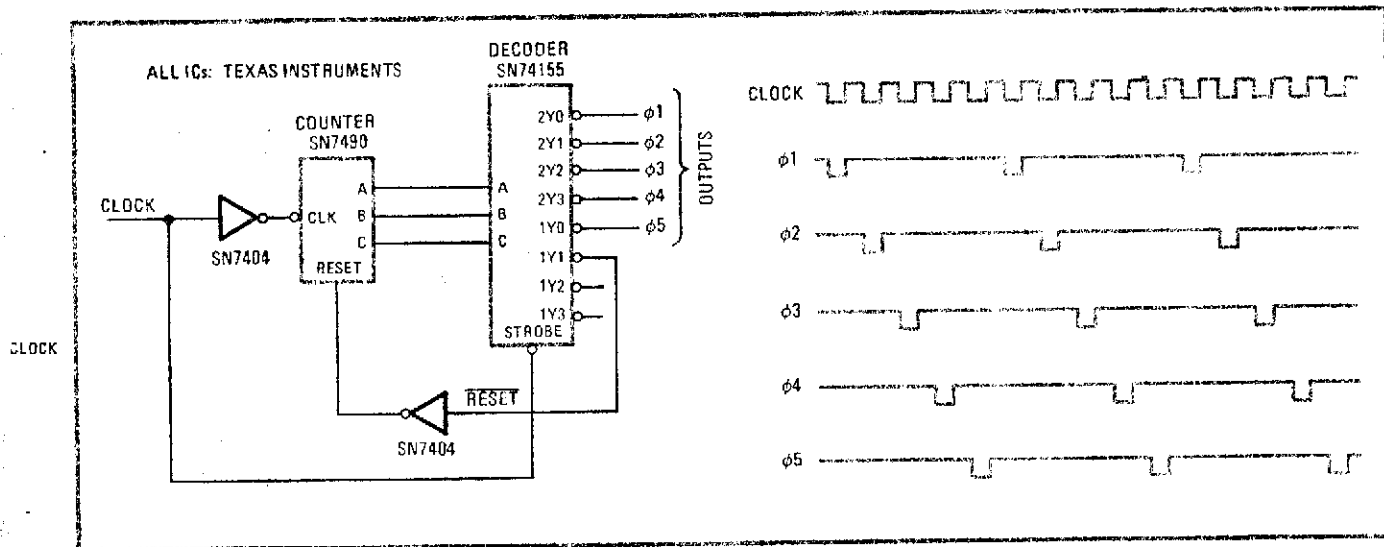 ALL ICs: TEXAS INSTRUMENTS
DECODER
SN74155
COUNTER
SN7490
CLOCK
SN7404
CLK
A
B
C
RESET
A
B
C
2Y0
2Y1
2Y2
2Y3
1Y0
1Y1
1Y2
1Y3
STROBE
ϕ1
ϕ2
ϕ3
ϕ4
ϕ5
OUTPUTS
RESET
SN7404
CLOCK
CLOCK
ϕ1
ϕ2
ϕ3
ϕ4
ϕ5